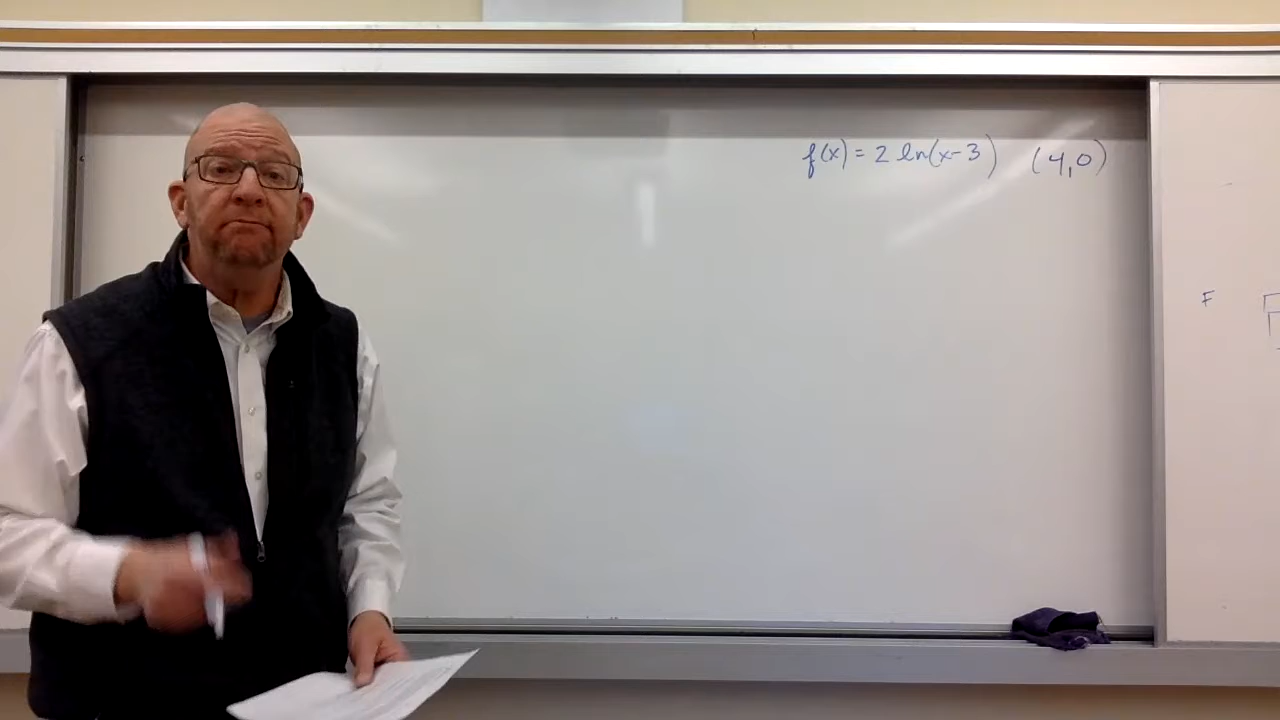 f(x) = 2 ln(x-3) (4,0)
F